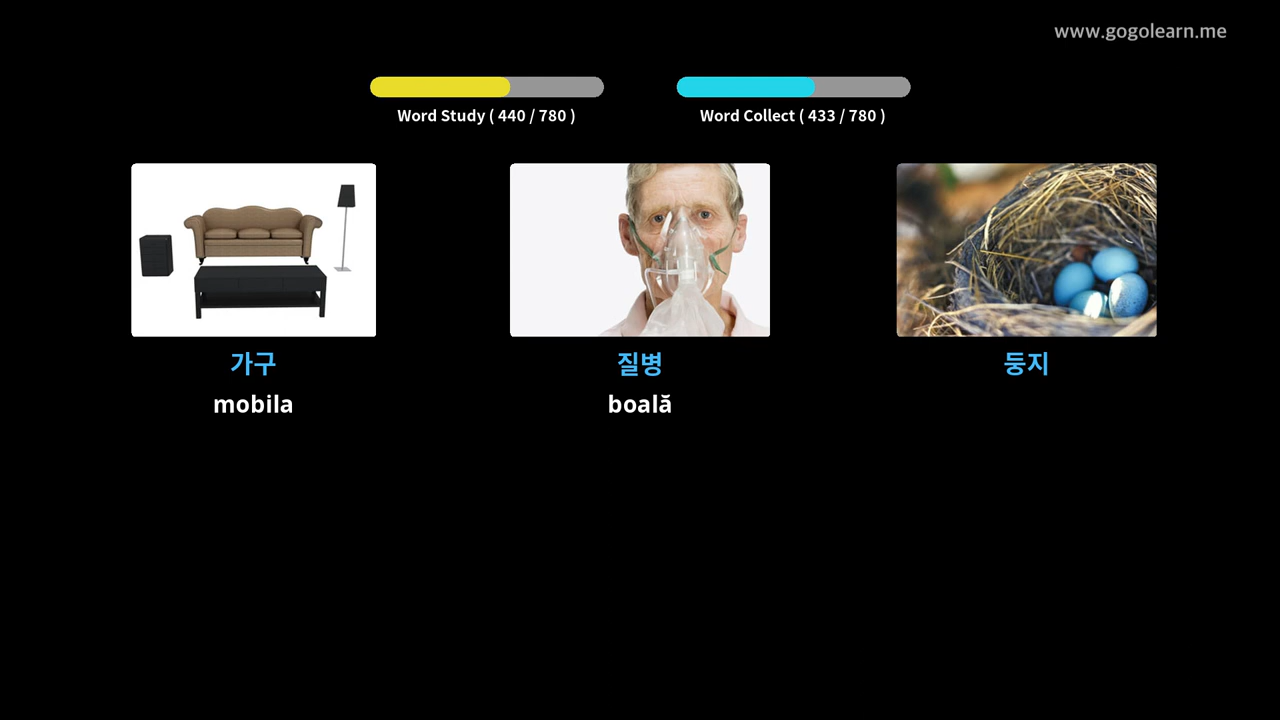 www.gogolearn.me
Word Study ( 440 / 780 )
Word Collect ( 433 / 780 )
가구
질병
둥지
mobila
boală